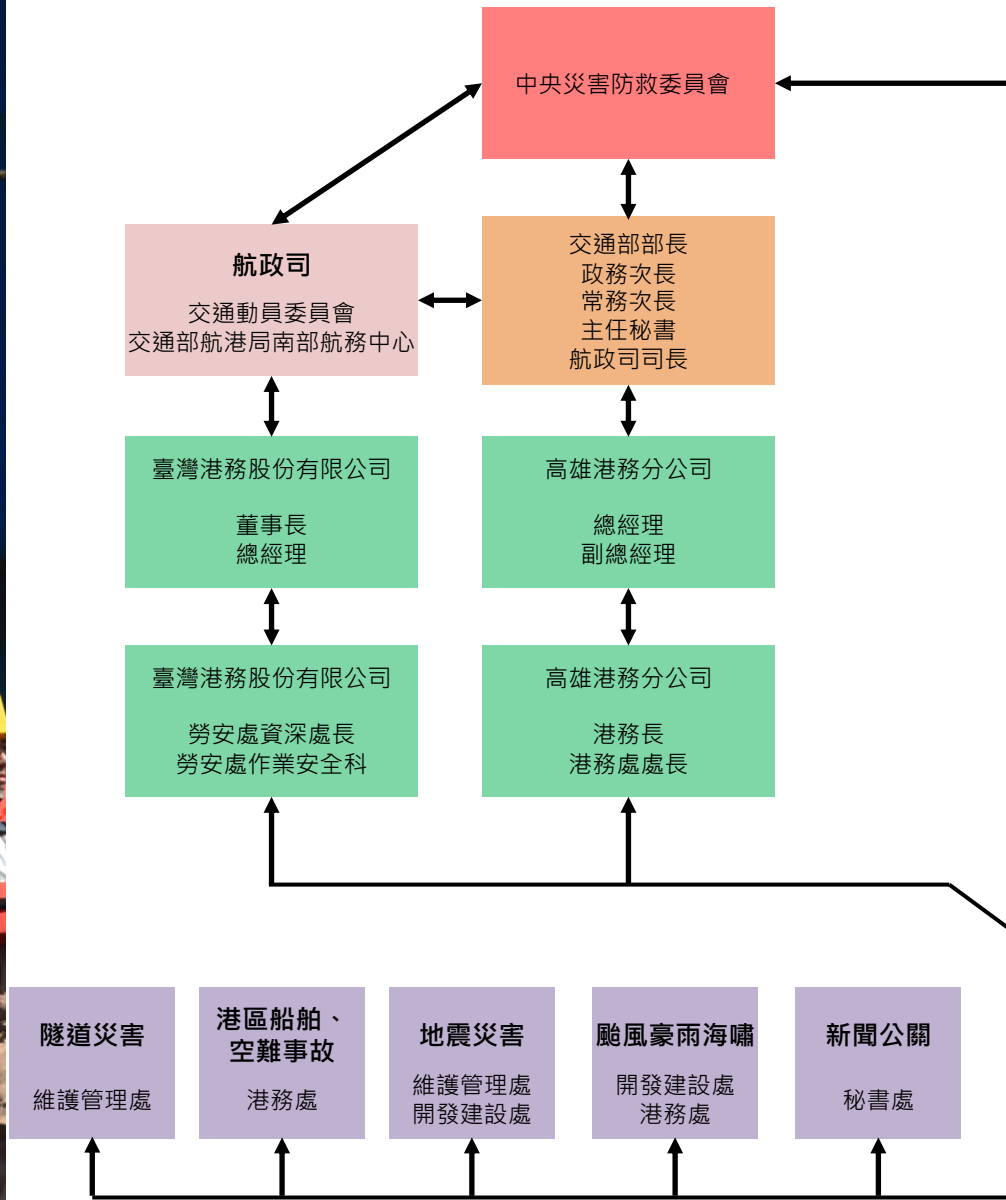 中央災害防救委員會
航政司
交通動員委員會
交通部航港局南部航務中心
交通部部長
政務次長
常務次長
主任秘書
航政司司長
臺灣港務股份有限公司
董事長
總經理
高雄港務分公司
總經理
副總經理
臺灣港務股份有限公司
勞安處資深處長
勞安處作業安全科
高雄港務分公司
港務長
港務處處長
隧道災害
維護管理處
港區船舶、
空難事故
港務處
地震災害
維護管理處
開發建設處
颱風豪雨海嘯
開發建設處
港務處
新聞公關
秘書處